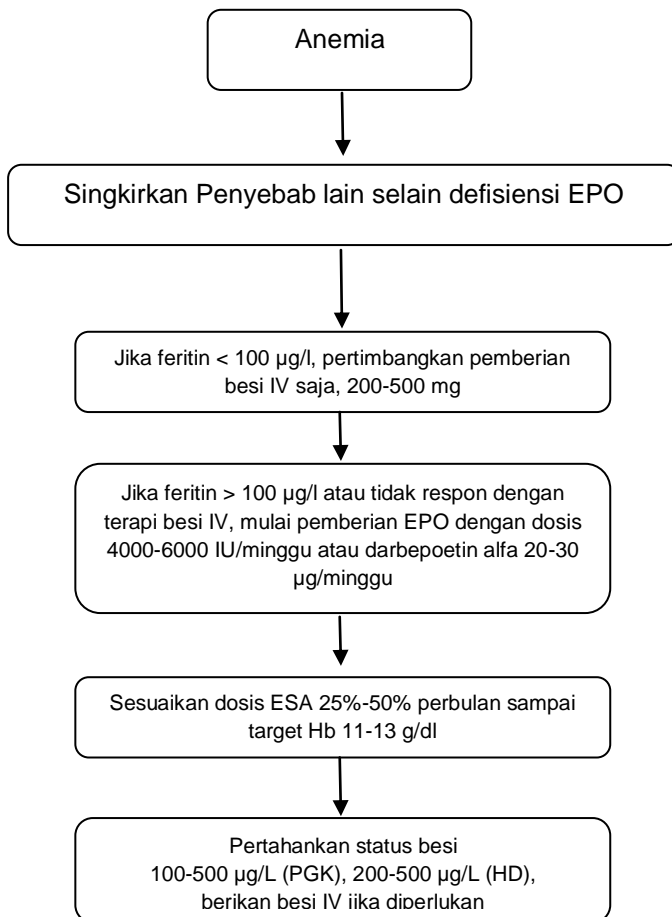 Anemia
Singkirkan Penyebab lain selain defisiensi EPO
Jika feritin < 100 µg/l, pertimbangkan pemberian
besi IV saja, 200-500 mg
Jika feritin > 100 µg/l atau tidak respon dengan
terapi besi IV, mulai pemberian EPO dengan dosis
4000-6000 IU/minggu atau darbepoetin alfa 20-30
µg/minggu
Sesuaikan dosis ESA 25%-50% perbulan sampai
target Hb 11-13 g/dl
Pertahankan status besi
100-500 µg/L (PGK), 200-500 µg/L (HD),
berikan besi IV jika diperlukan